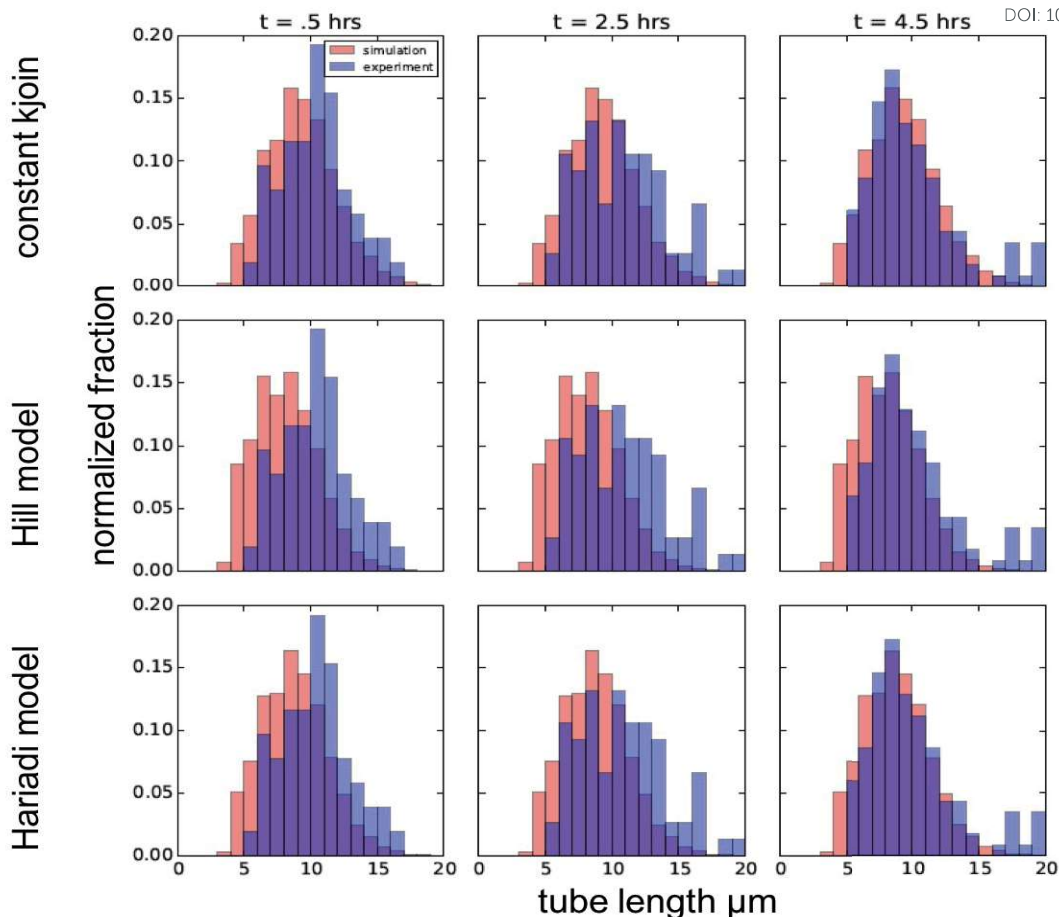 DOI: 10
t = .5 hrs
t = 2.5 hrs
t = 4.5 hrs
constant kjoin
simulation
experiment
0.20
0.15
0.10
0.05
0.00
Hill model
normalized fraction
0.20
0.15
0.10
0.05
0.00
Hariadi model
0.20
0.15
0.10
0.05
0.00
0 5 10 15 20
0 5 10 15 20
0 5 10 15 20
tube length μm